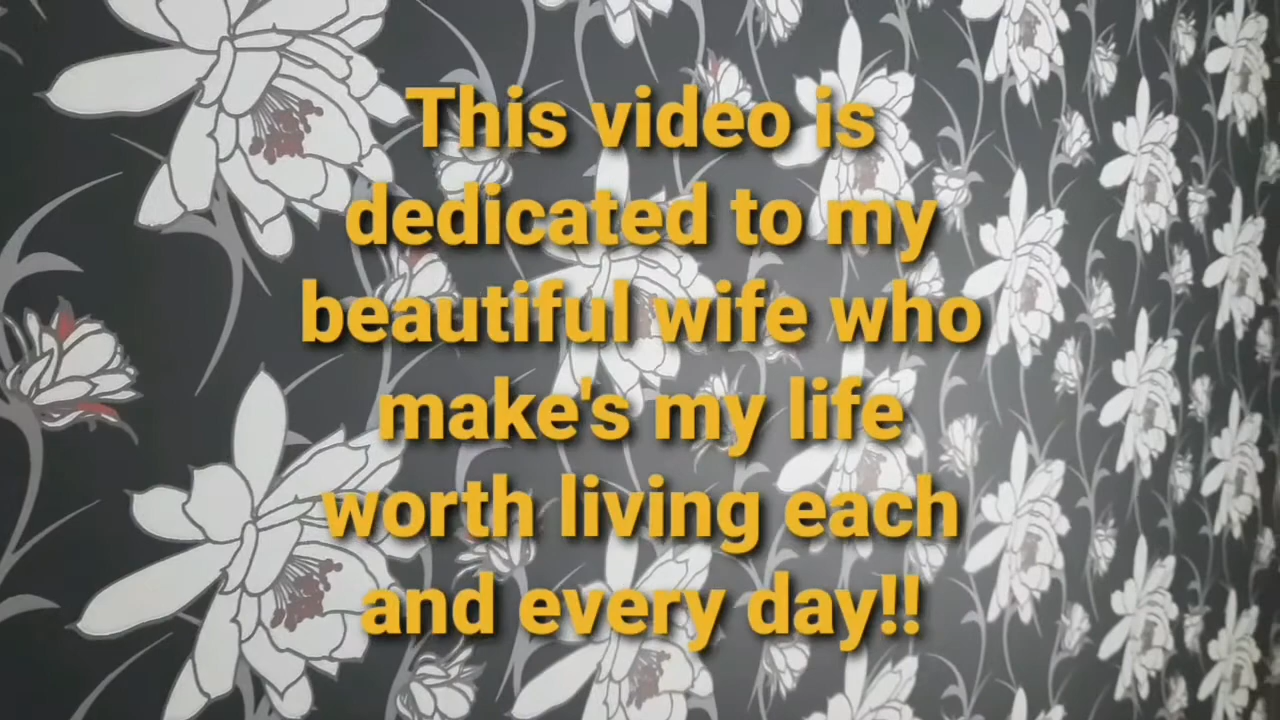 This video is
dedicated to my
beautiful wife who
make's my life
worth living each
and every day!!